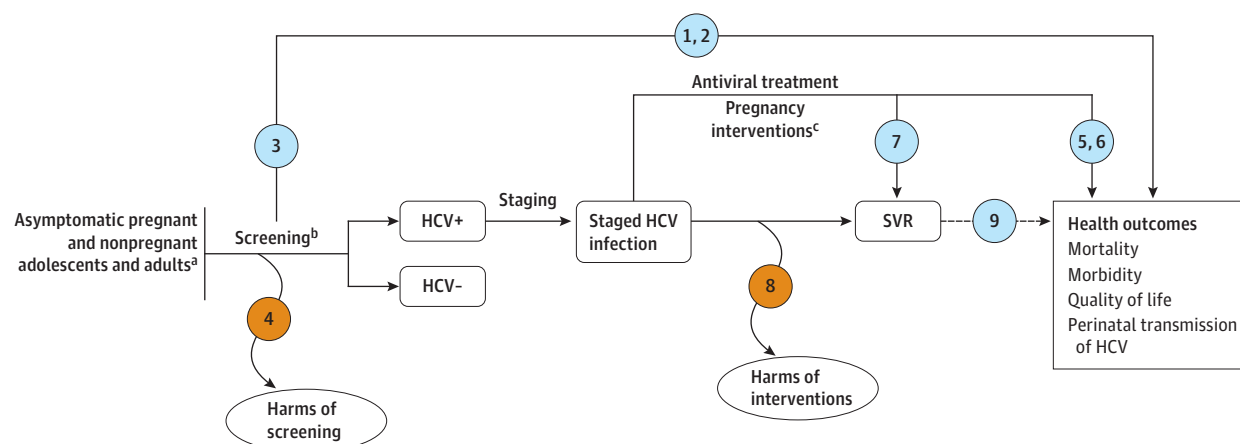 1, 2
Antiviral treatment
Pregnancy
interventionsᶜ
3
7
5, 6
Asymptomatic pregnant
and nonpregnant
adolescents and adultsᵃ
Screeningᵇ
HCV+
HCV–
Staging
Staged HCV
infection
SVR
9
Health outcomes
Mortality
Morbidity
Quality of life
Perinatal transmission
of HCV
4
8
Harms of
screening
Harms of
interventions